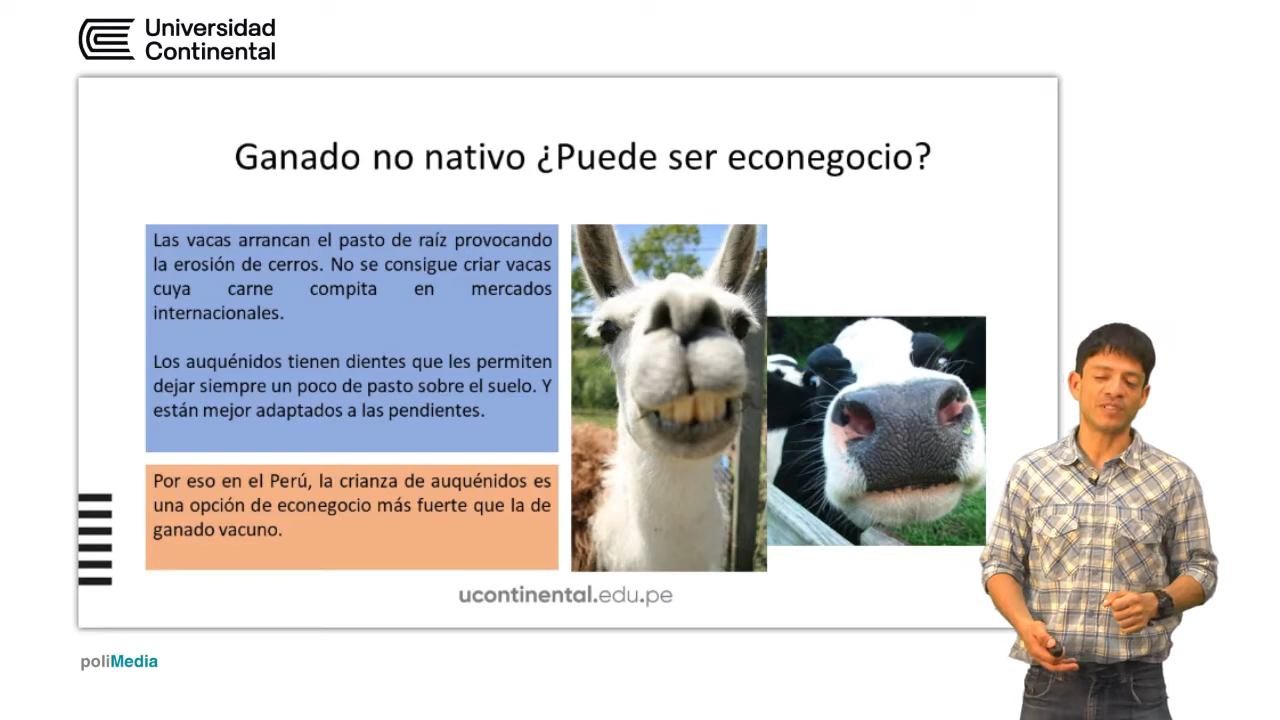 Universidad
Continental
Ganado no nativo ¿Puede ser econegocio?
Las vacas arrancan el pasto de raíz provocando
la erosión de cerros. No se consigue criar vacas
cuya carne compita en mercados
internacionales.
Los auquénidos tienen dientes que les permiten
dejar siempre un poco de pasto sobre el suelo. Y
están mejor adaptados a las pendientes.
Por eso en el Perú, la crianza de auquénidos es
una opción de econegocio más fuerte que la de
ganado vacuno.
ucontinental.edu.pe
poliMedia